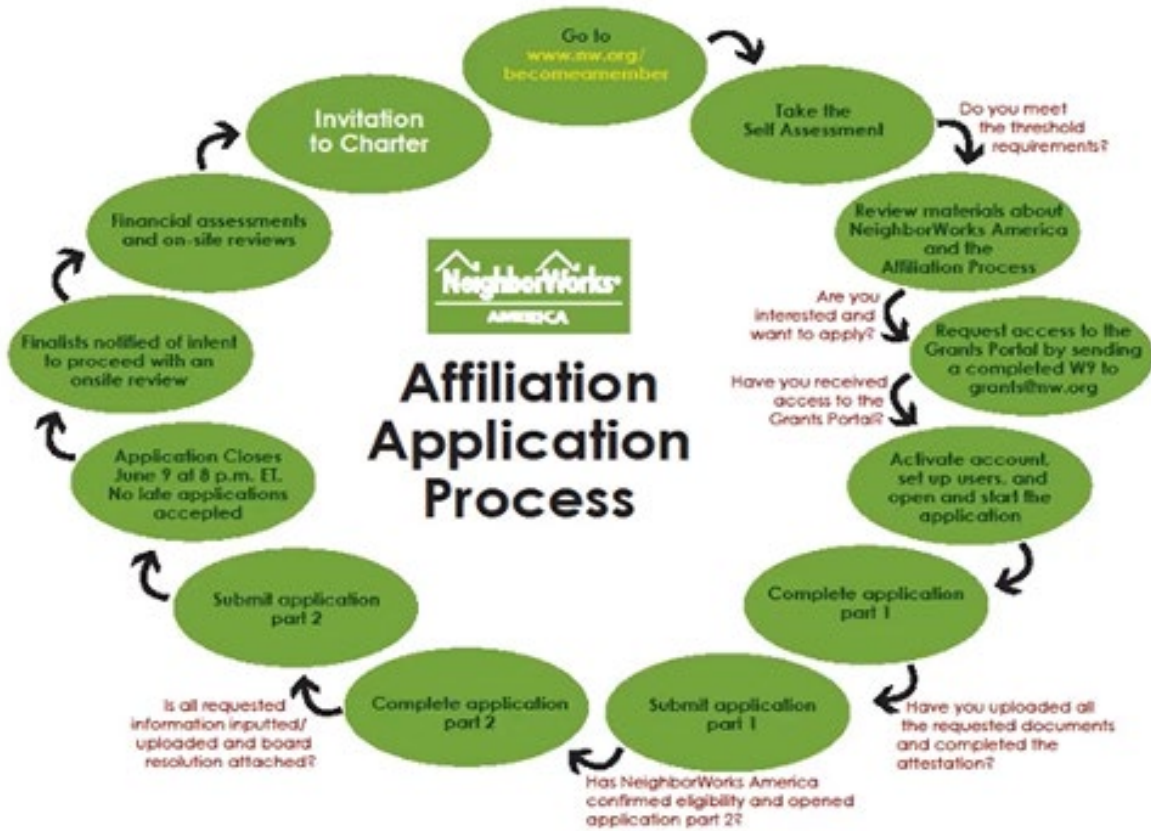 Go to
www.nw.org/
becomeamember
Take the
Self Assessment
Do you meet
the threshold
requirements?
Review materials about
NeighborWorks America
and the
Affiliation Process
Are you
interested and
want to apply?
Request access to the
Grants Portal by sending
a completed W9 to
grants@nw.org
Have you received
access to the
Grants Portal?
Activate account,
set up users, and
open and start the
application
Complete application
part 1
Have you uploaded all
the requested documents
and completed the
attestation?
Submit application
part 1
Has NeighborWorks America
confirmed eligibility and opened
application part 2?
Complete application
part 2
Is all requested
information inputted/
uploaded and board
resolution attached?
Submit application
part 2
Application Closes
June 9 at 8 p.m. ET.
No late applications
accepted
Finalists notified of intent
to proceed with an
onsite review
Financial assessments
and on-site reviews
Invitation
to Charter
NeighborWorks®
AMERICA
Affiliation
Application
Process